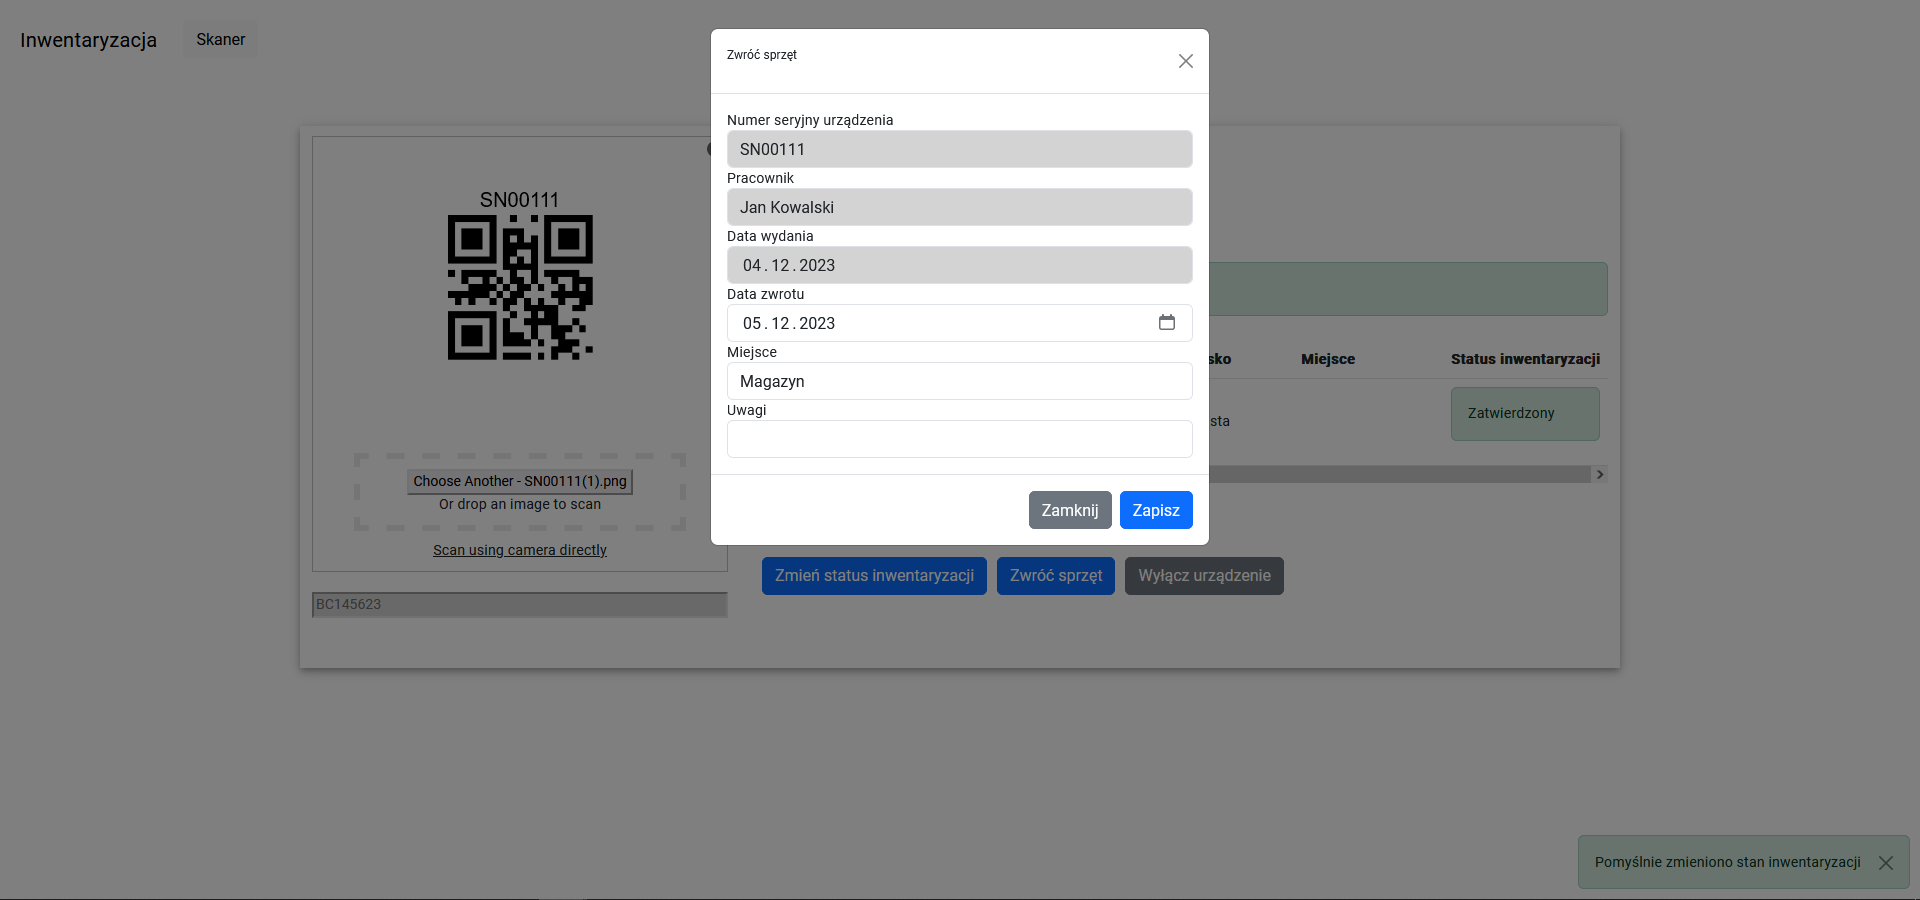 Inwentaryzacja
Skaner
Zwróć sprzęt
Numer seryjny urządzenia
SN00111
Pracownik
Jan Kowalski
Data wydania
04.12.2023
Data zwrotu
05.12.2023
Miejsce
Magazyn
Uwagi
Zamknij
Zapisz
SN00111
Choose Another - SN00111(1).png
Or drop an image to scan
Scan using camera directly
BC145623
sko
Miejsce
Status inwentaryzacji
sta
Zatwierdzony
Zmień status inwentaryzacji
Zwróć sprzęt
Wyłącz urządzenie
Pomyślnie zmieniono stan inwentaryzacji